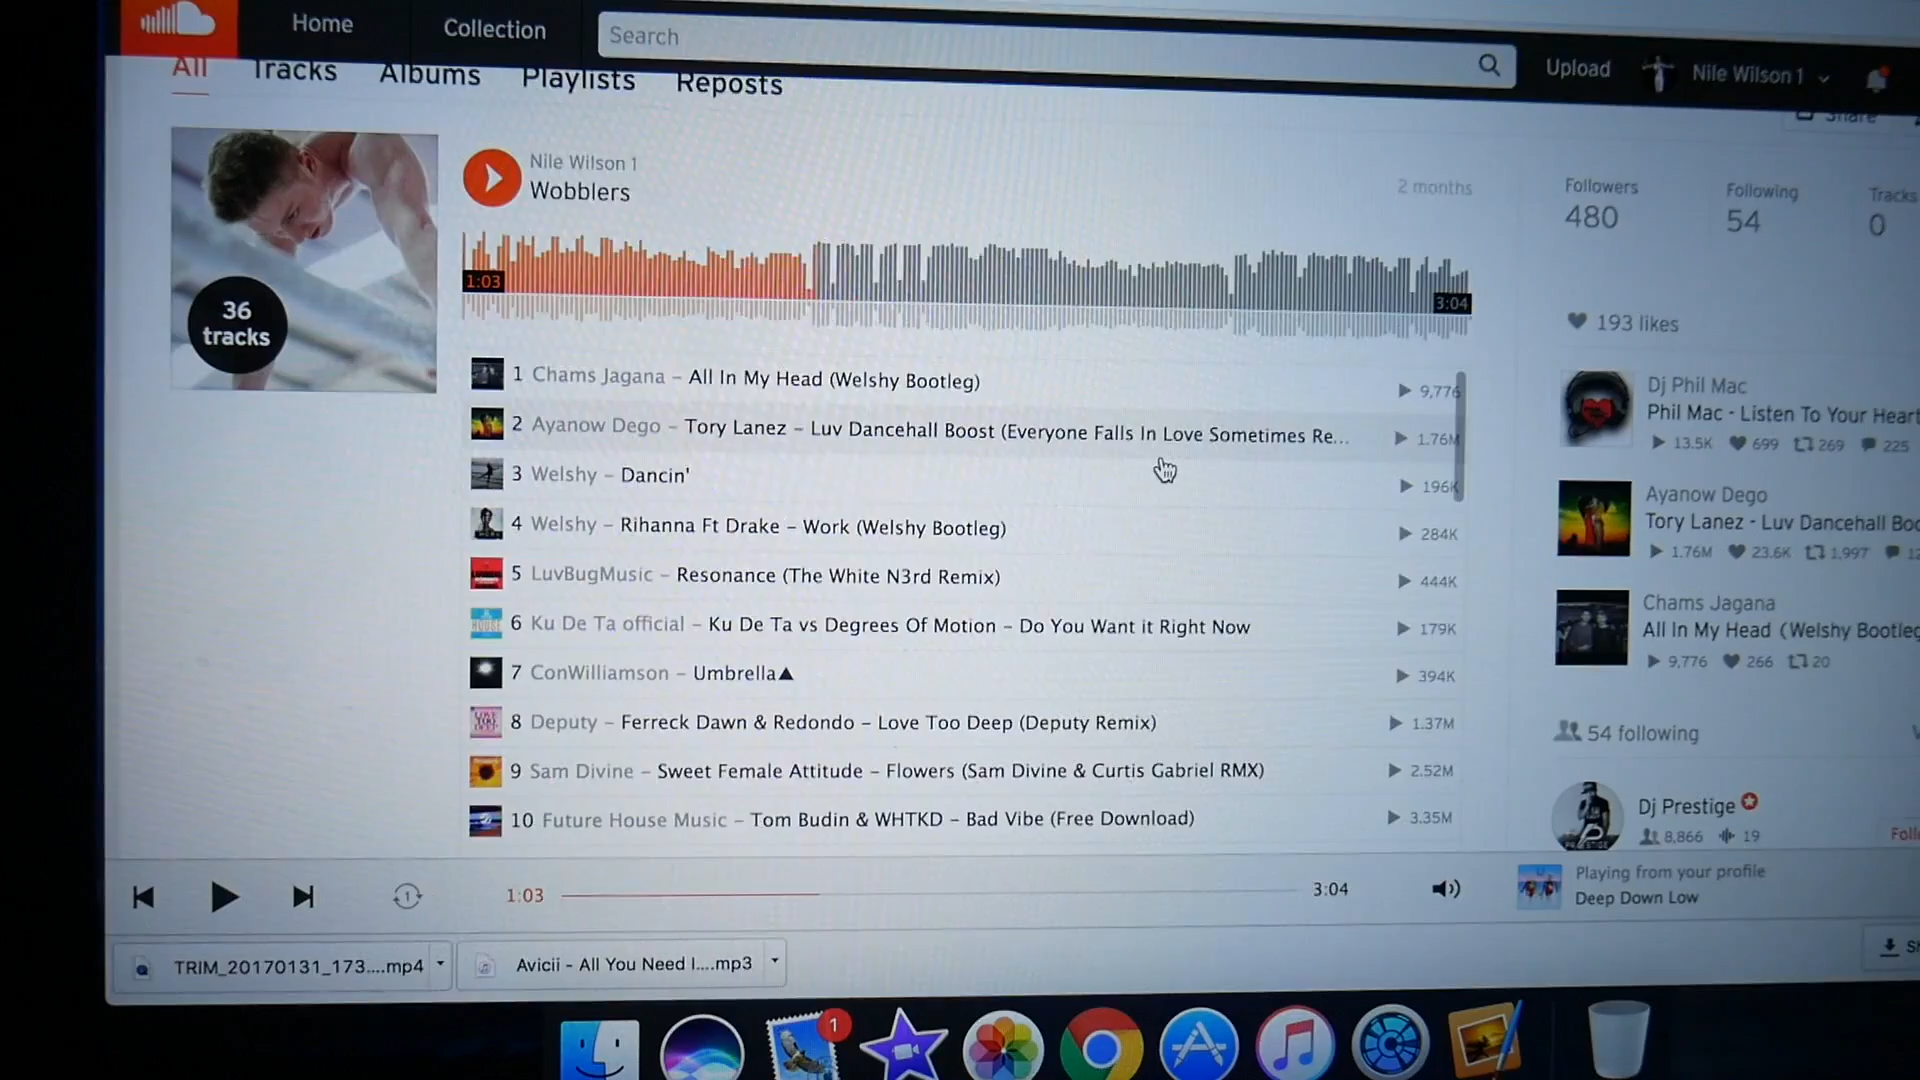 Home
Collection
Search
Upload
Nile Wilson 1
All
Tracks
Albums
Playlists
Reposts
Share
Nile Wilson 1
Wobblers
2 months
1:03
3:04
36
tracks
1 Chams Jagana – All In My Head (Welshy Bootleg)
9,776
2 Ayanow Dego – Tory Lanez – Luv Dancehall Boost (Everyone Falls In Love Sometimes Re...
1.76M
3 Welshy – Dancin'
196K
4 Welshy – Rihanna Ft Drake – Work (Welshy Bootleg)
284K
5 LuvBugMusic – Resonance (The White N3rd Remix)
444K
6 Ku De Ta official – Ku De Ta vs Degrees Of Motion – Do You Want it Right Now
179K
7 ConWilliamson – Umbrella▲
394K
8 Deputy – Ferreck Dawn & Redondo – Love Too Deep (Deputy Remix)
1.37M
9 Sam Divine – Sweet Female Attitude – Flowers (Sam Divine & Curtis Gabriel RMX)
2.52M
10 Future House Music – Tom Budin & WHTKD – Bad Vibe (Free Download)
3.35M
Followers
480
Following
54
Tracks
0
193 likes
Dj Phil Mac
Phil Mac - Listen To Your Heart
13.5K 699 269 225
Ayanow Dego
Tory Lanez - Luv Dancehall Boo
1.76M 23.6K 1,997 12
Chams Jagana
All In My Head (Welshy Bootleg
9,776 266 20
54 following
Dj Prestige
8,866 19
Foll
1:03
3:04
Playing from your profile
Deep Down Low
TRIM_20170131_173....mp4
Avicii - All You Need I....mp3
1